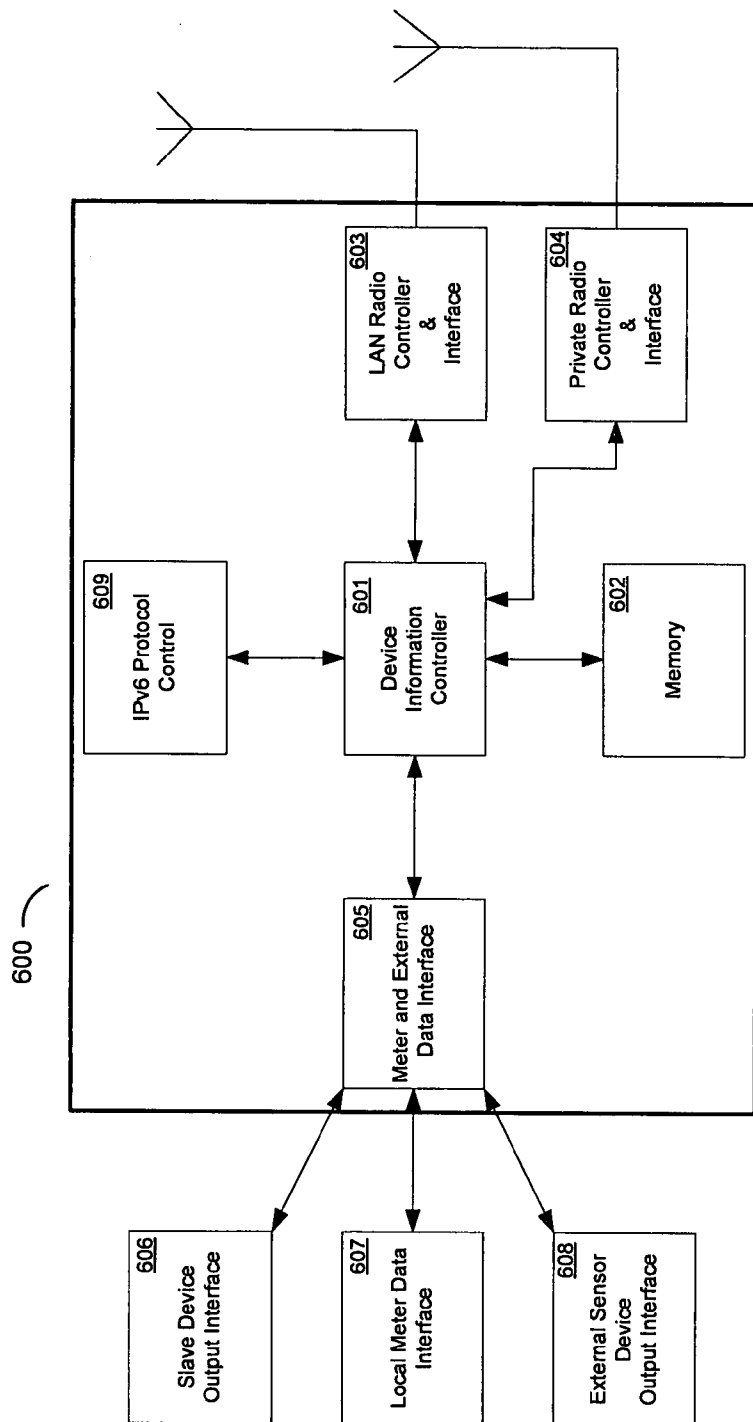 600
606
Slave Device
Output Interface
607
Local Meter Data
Interface
608
External Sensor
Device
Output Interface
605
Meter and External
Data Interface
609
IPv6 Protocol
Control
601
Device
Information
Controller
602
Memory
603
LAN Radio
Controller
&
Interface
604
Private Radio
Controller
&
Interface